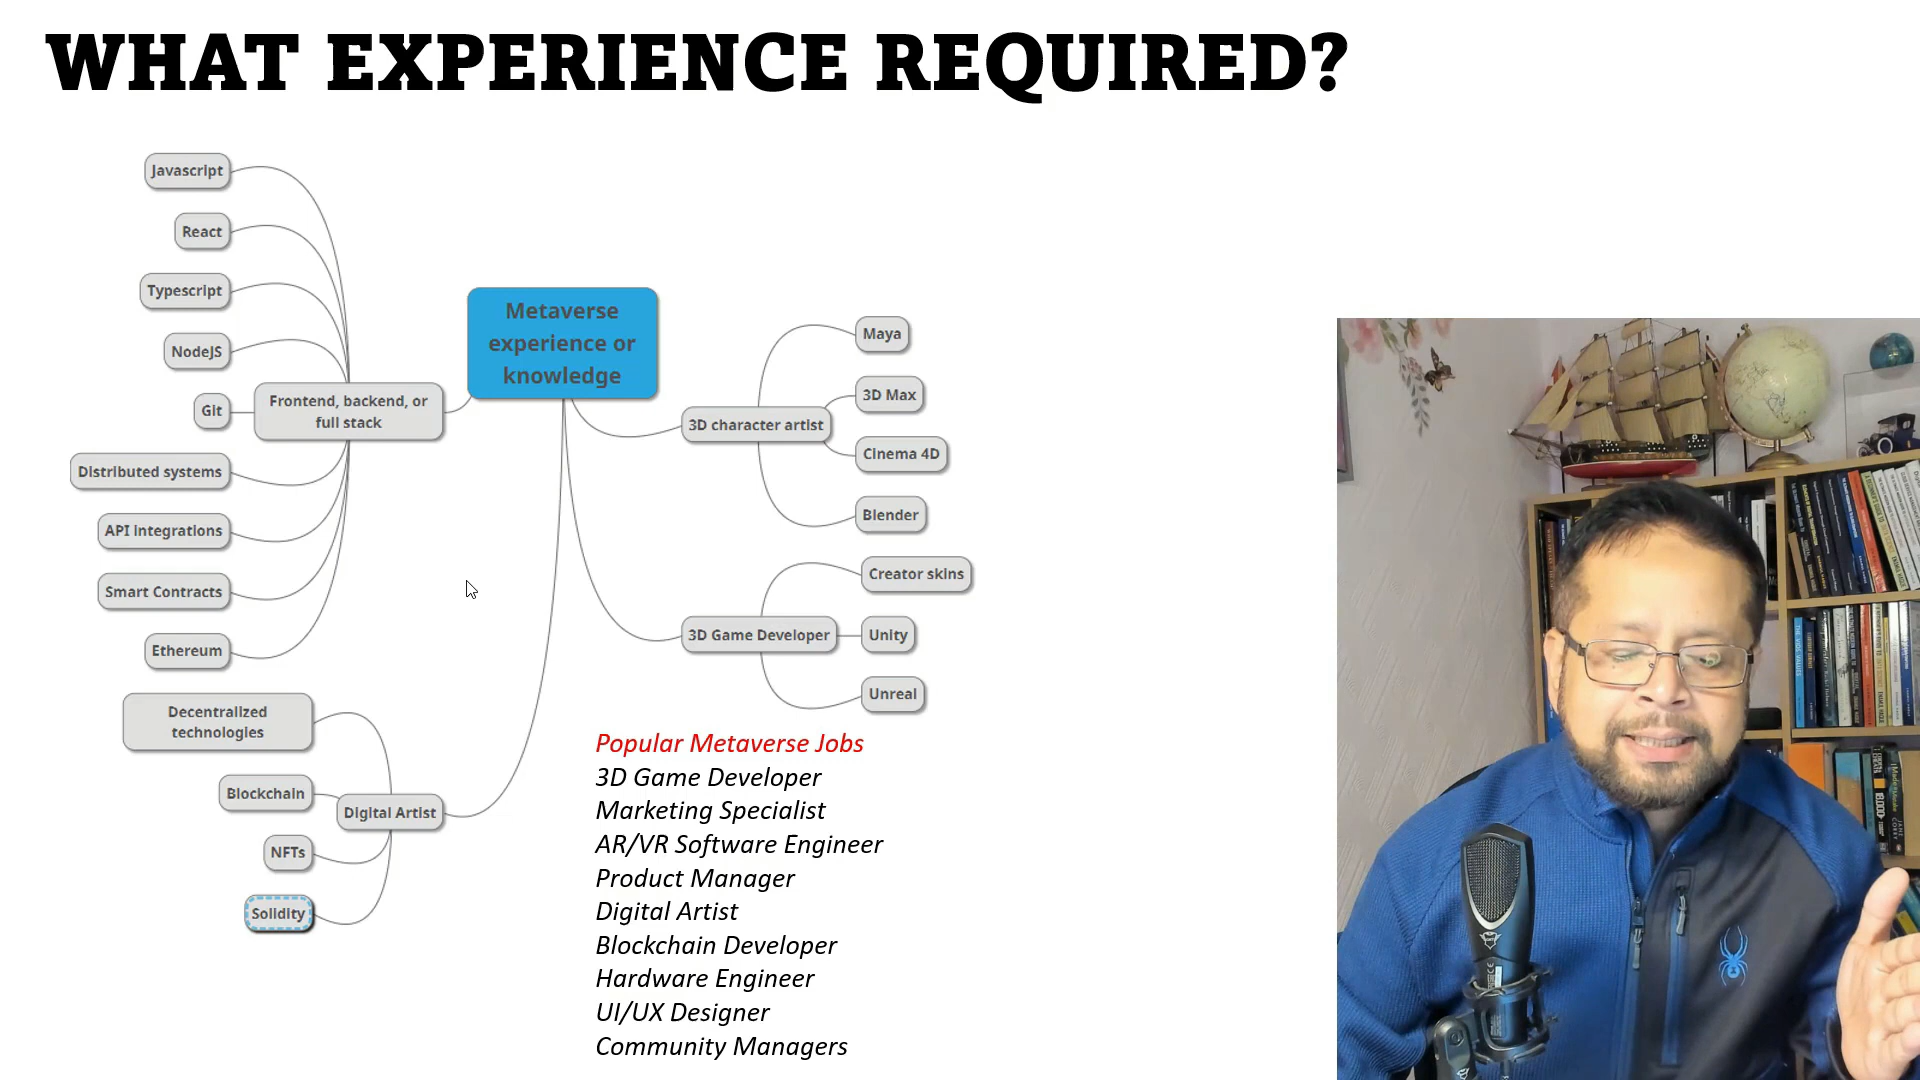 WHAT EXPERIENCE REQUIRED?
Javascript
React
Typescript
NodeJS
Git
Distributed systems
API integrations
Smart Contracts
Ethereum
Frontend, backend, or
full stack
Metaverse
experience or
knowledge
3D character artist
Maya
3D Max
Cinema 4D
Blender
3D Game Developer
Creator skins
Unity
Unreal
Decentralized
technologies
Blockchain
NFTs
Solidity
Digital Artist
Popular Metaverse Jobs
3D Game Developer
Marketing Specialist
AR/VR Software Engineer
Product Manager
Digital Artist
Blockchain Developer
Hardware Engineer
UI/UX Designer
Community Managers